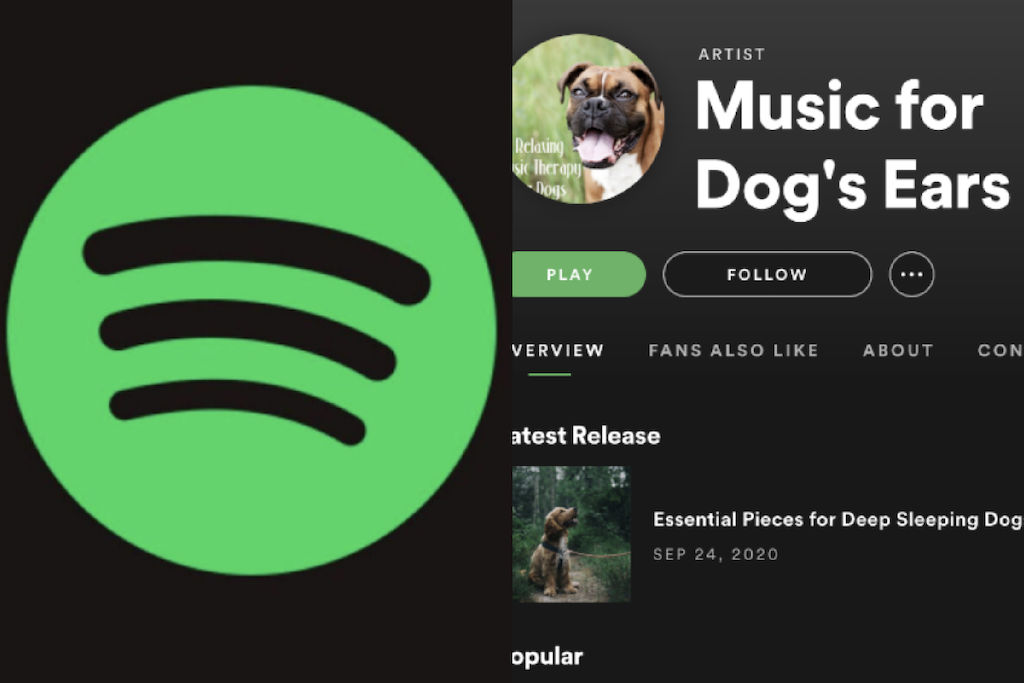 ARTIST
Music for
Dog's Ears
Relaxing
sic Therapy
Dogs
PLAY
FOLLOW
VERVIEW
FANS ALSO LIKE
ABOUT
CON
atest Release
Essential Pieces for Deep Sleeping Dog
SEP 24, 2020
opular